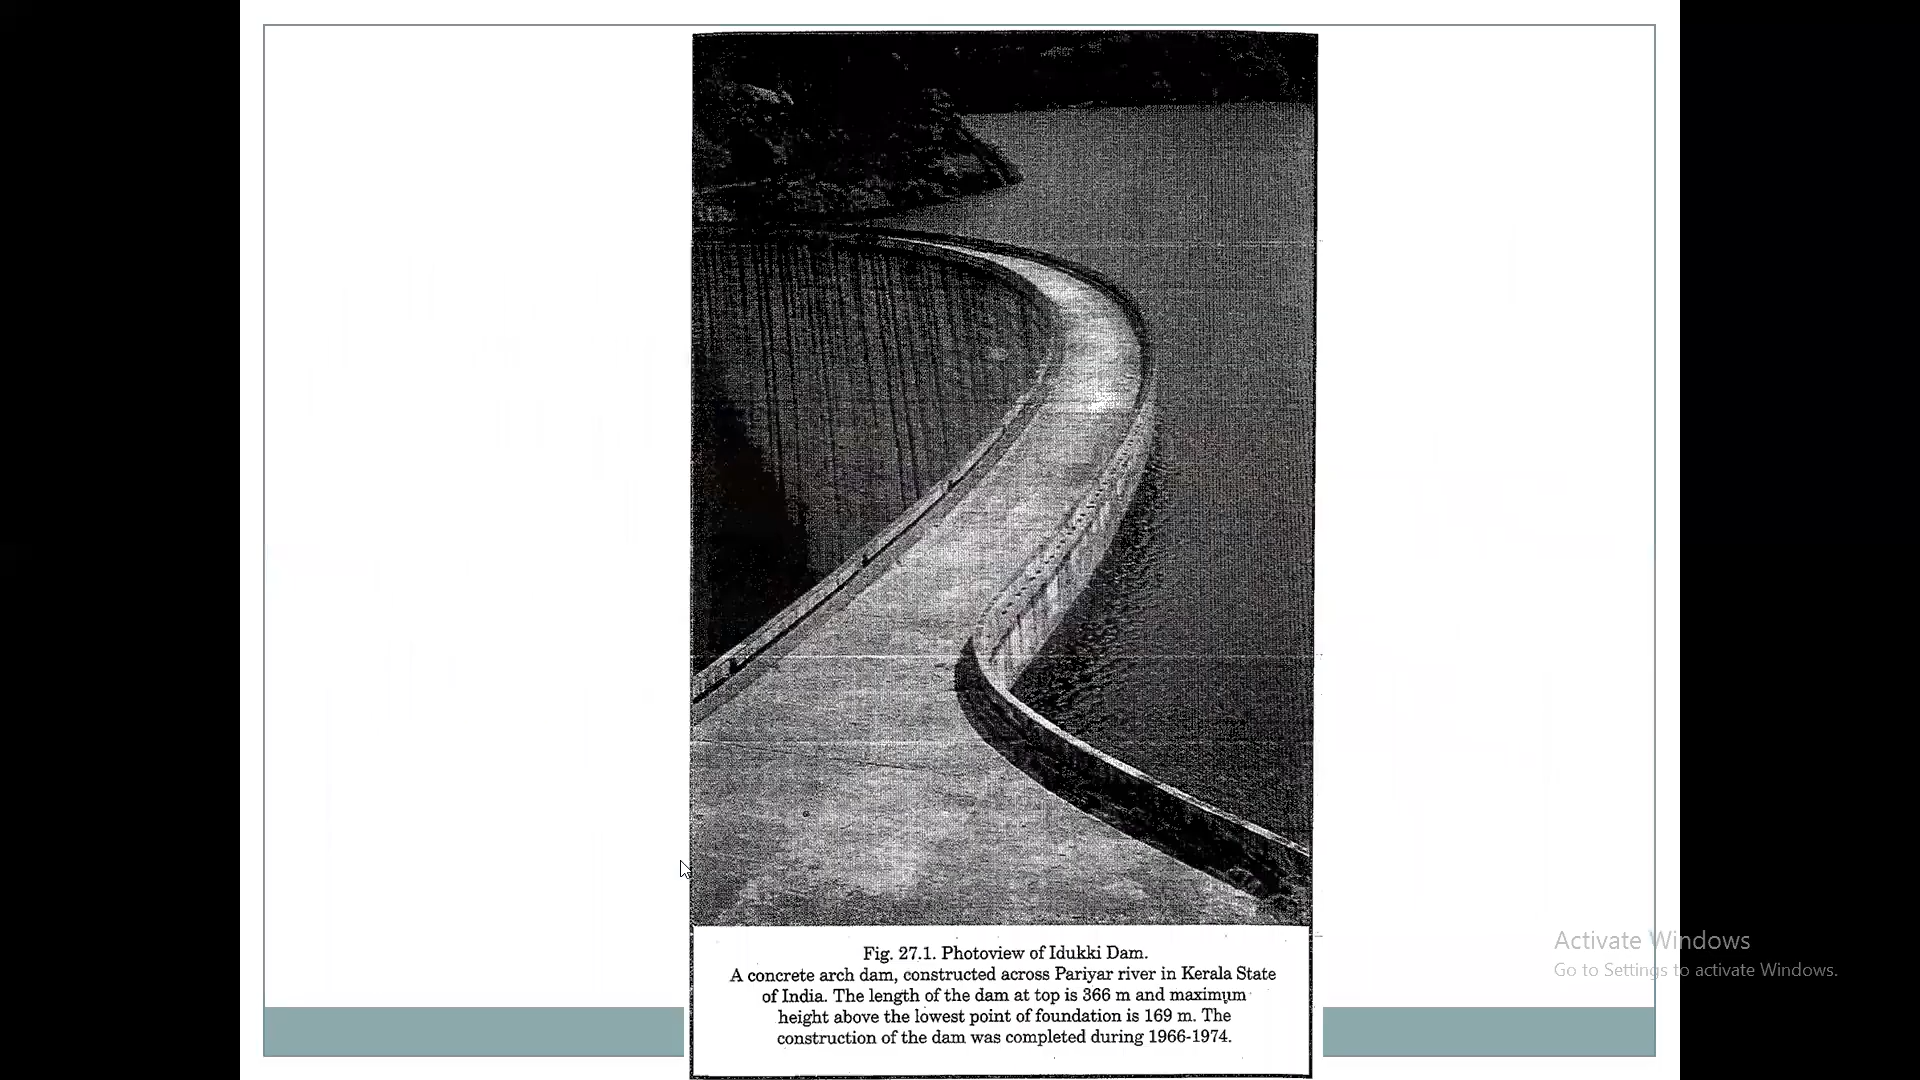 Fig. 27.1. Photoview of Idukki Dam.
A concrete arch dam, constructed across Pariyar river in Kerala State
of India. The length of the dam at top is 366 m and maximum
height above the lowest point of foundation is 169 m. The
construction of the dam was completed during 1966-1974.
Activate Windows
Go to Settings to activate Windows.